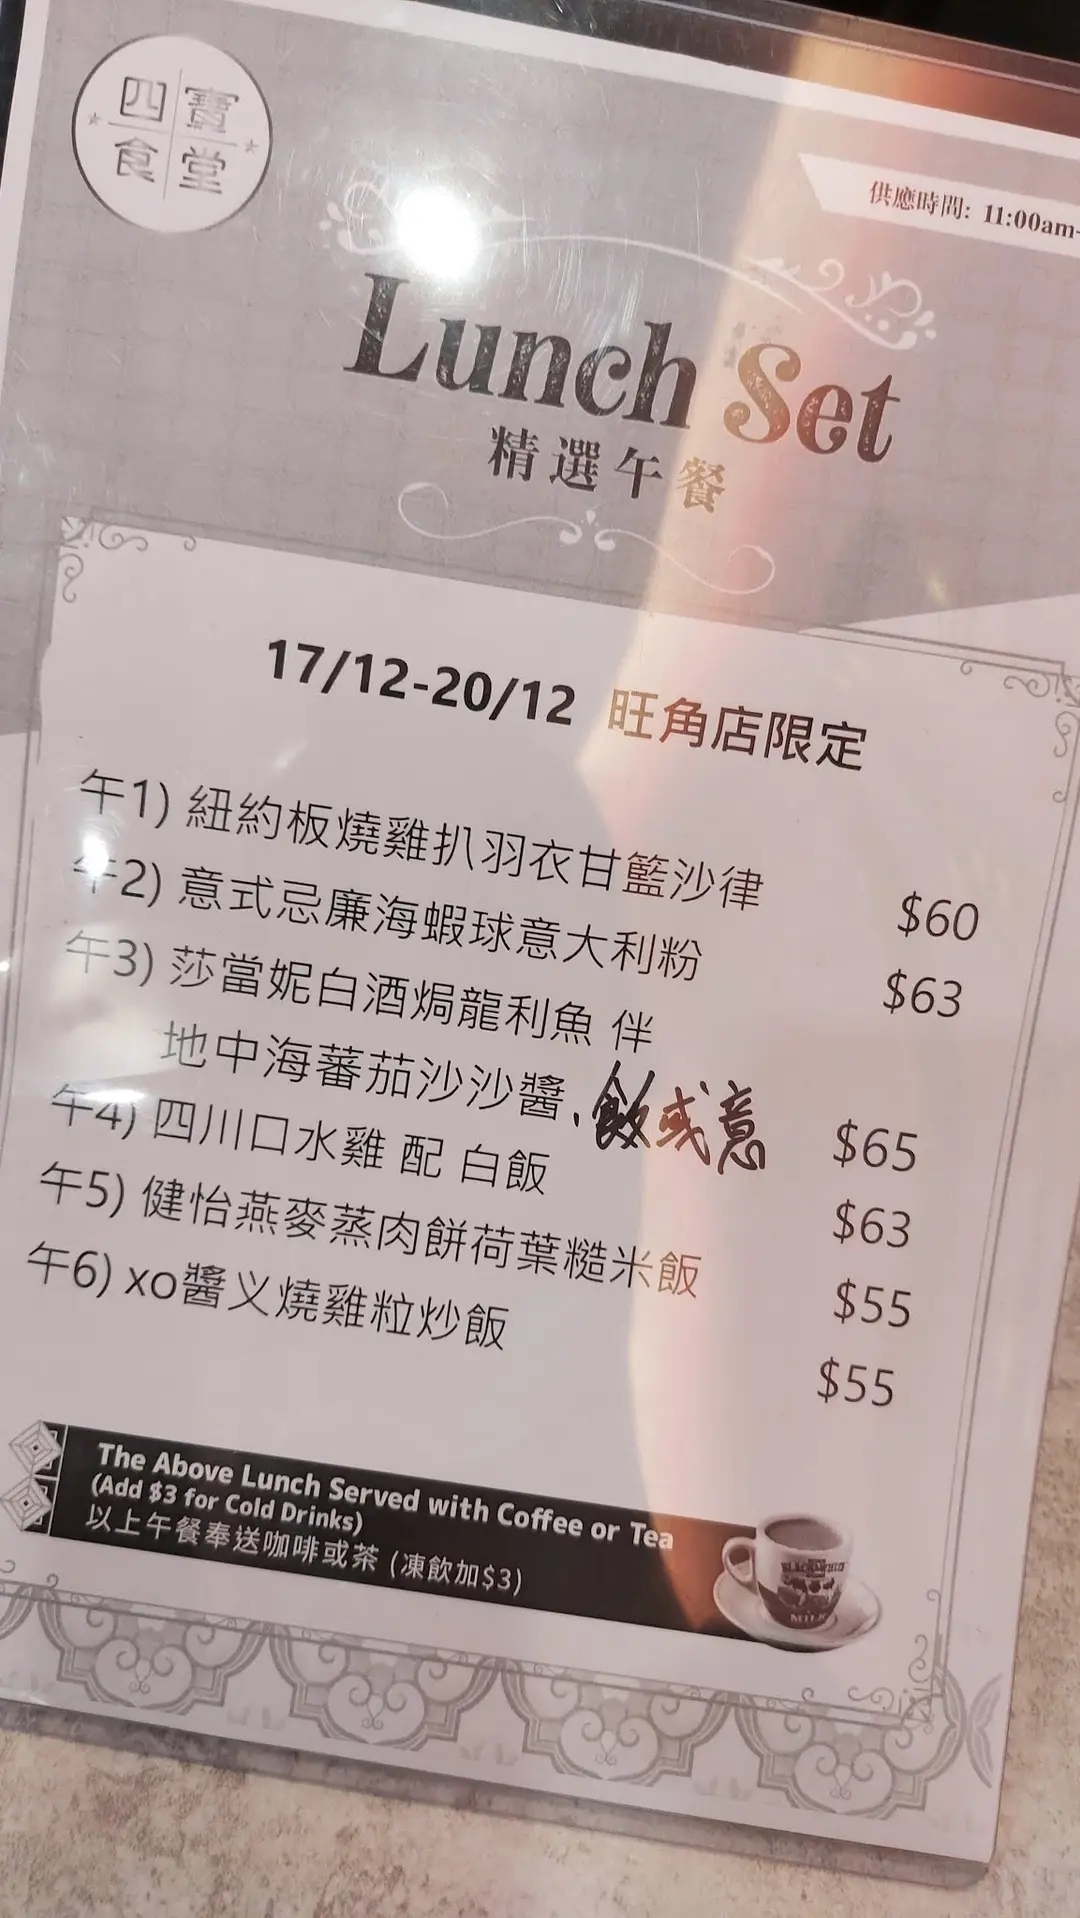 四寶
食堂
供應時間: 11:00am-
Lunch Set
精選午餐
17/12-20/12 旺角店限定
午1) 紐約板燒雞扒羽衣甘籃沙律 $60
午2) 意式忌廉海蝦球意大利粉 $63
午3) 莎當妮白酒焗龍利魚 伴
地中海蕃茄沙沙醬、飯或意 $65
午4) 四川口水雞 配 白飯 $63
午5) 健怡燕麥蒸肉餅荷葉糙米飯 $55
午6) xo醬义燒雞粒炒飯 $55
The Above Lunch Served with Coffee or Tea
(Add $3 for Cold Drinks)
以上午餐奉送咖啡或茶 (凍飲加$3)
BLACK&WHITE
MILK